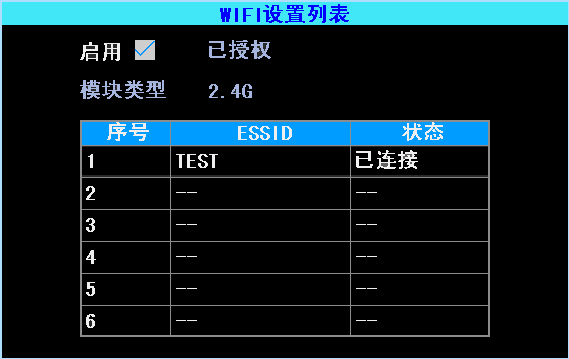 WIFI设置列表
启用 已授权
模块类型 2.4G
序号 ESSID 状态
1 TEST 已连接
2 -- --
3 -- --
4 -- --
5 -- --
6 -- --